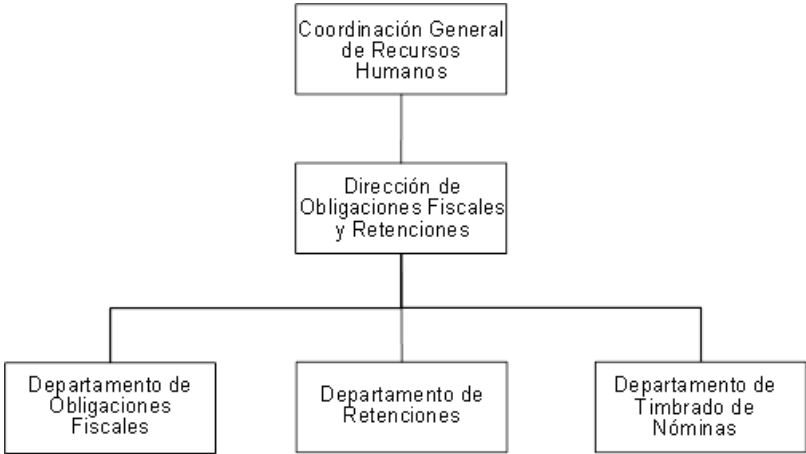 Coordinación General
de Recursos
Humanos
Dirección de
Obligaciones Fiscales
y Retenciones
Departamento de
Obligaciones
Fiscales
Departamento de
Retenciones
Departamento de
Timbrado de
Nóminas